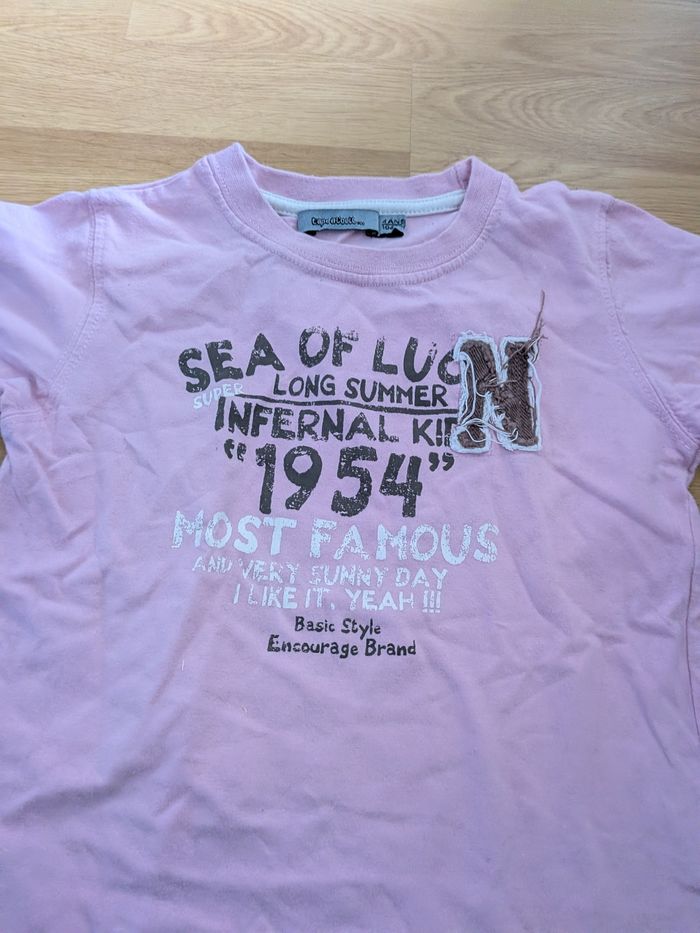 SEA OF LUC
SUPER LONG SUMMER
INFERNAL KI
N
"1954"
MOST FAMOUS
AND VERY SUNNY DAY
I LIKE IT, YEAH !!!
Basic Style
Encourage Brand